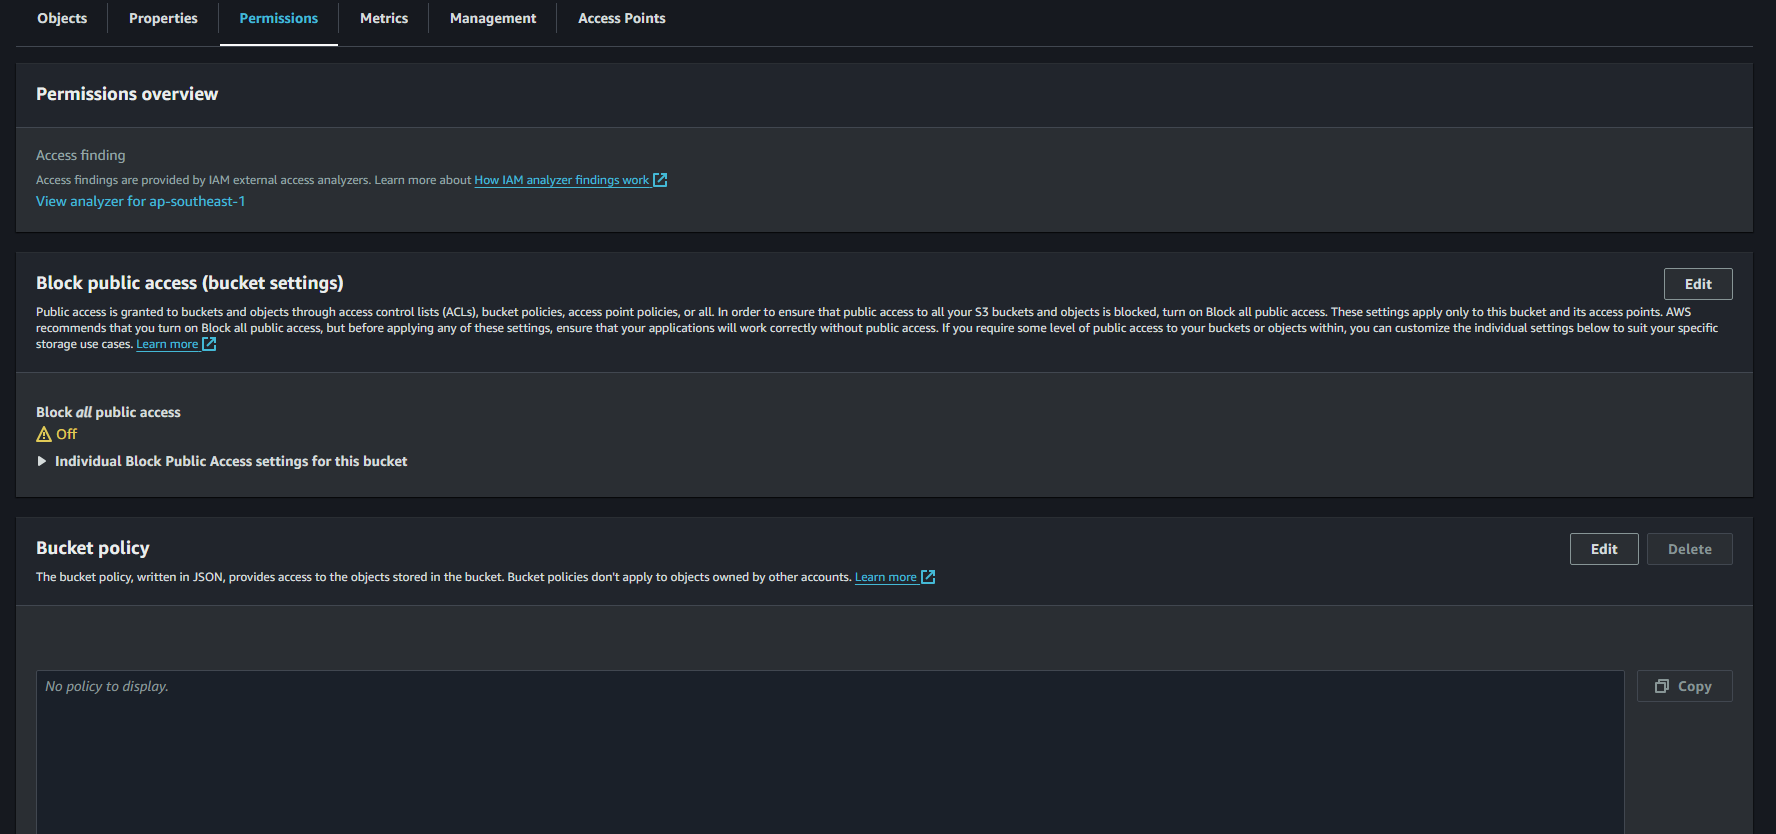 Objects
Properties
Permissions
Metrics
Management
Access Points
Permissions overview
Access finding
Access findings are provided by IAM external access analyzers. Learn more about How IAM analyzer findings work
View analyzer for ap-southeast-1
Block public access (bucket settings)
Edit
Public access is granted to buckets and objects through access control lists (ACLs), bucket policies, access point policies, or all. In order to ensure that public access to all your S3 buckets and objects is blocked, turn on Block all public access. These settings apply only to this bucket and its access points. AWS
recommends that you turn on Block all public access, but before applying any of these settings, ensure that your applications will work correctly without public access. If you require some level of public access to your buckets or objects within, you can customize the individual settings below to suit your specific
storage use cases. Learn more
Block all public access
Off
Individual Block Public Access settings for this bucket
Bucket policy
Edit
Delete
The bucket policy, written in JSON, provides access to the objects stored in the bucket. Bucket policies don't apply to objects owned by other accounts. Learn more
No policy to display.
Copy